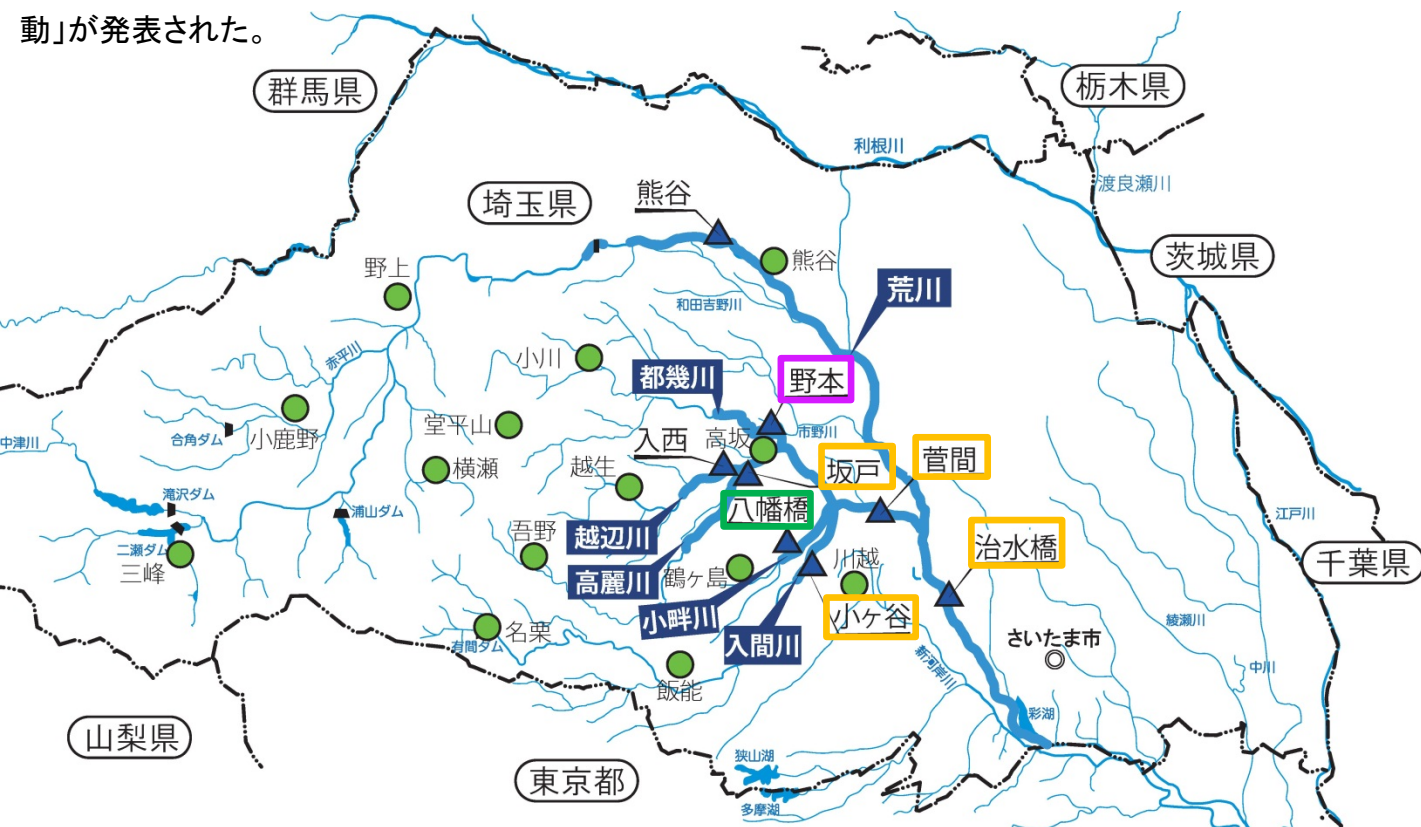 動」が発表された。
群馬県
栃木県
利根川
渡良瀬川
熊谷
埼玉県
茨城県
熊谷
野上
荒川
和田吉野川
赤平川
小川
都幾川
野本
小鹿野
合角ダム
中津川
堂平山
入西
高坂
市野川
坂戸
菅間
横瀬
越生
滝沢ダム
浦山ダム
八幡橋
江戸川
二瀬ダム
三峰
吾野
越辺川
治水橋
千葉県
高麗川
鶴ヶ島
川越
小畔川
小ヶ谷
綾瀬川
名栗
有間ダム
入間川
さいたま市
新河岸川
中川
飯能
彩湖
山梨県
東京都
狭山湖
多摩湖